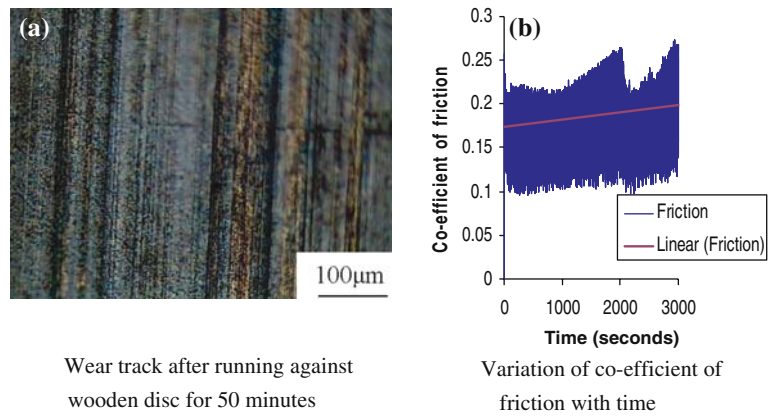 (a)
100μm
Wear track after running against
wooden disc for 50 minutes
(b)
Co-efficient of friction
0.3
0.25
0.2
0.15
0.1
0.05
0
0 1000 2000 3000
Time (seconds)
Friction
Linear (Friction)
Variation of co-efficient of
friction with time